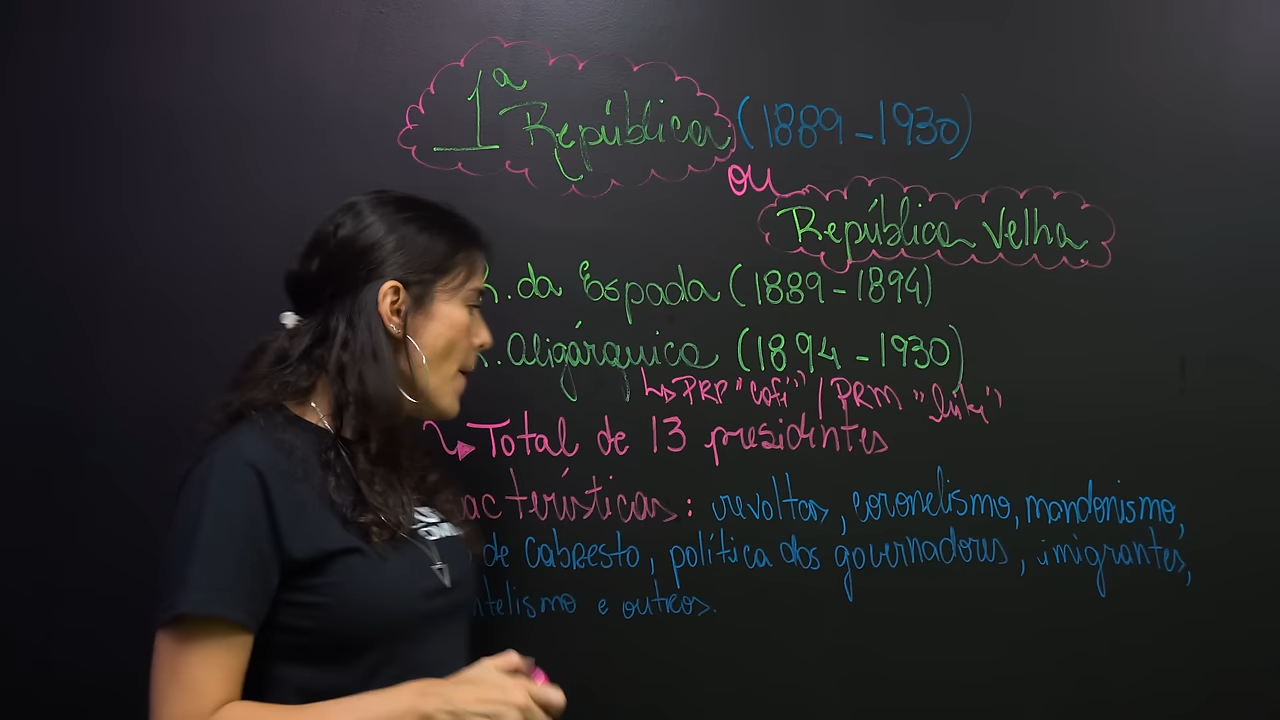 1ª República (1889 - 1930)
ou
República Velha
R. da Espada (1889 - 1894)
R. Oligárquica (1894 - 1930)
↳ PRP "café" / PRM "leite"
↳ Total de 13 presidentes
acterísticas: revoltas, coronelismo, mandonismo,
de cabresto, política dos governadores, imigrantes,
ntelismo e outros.